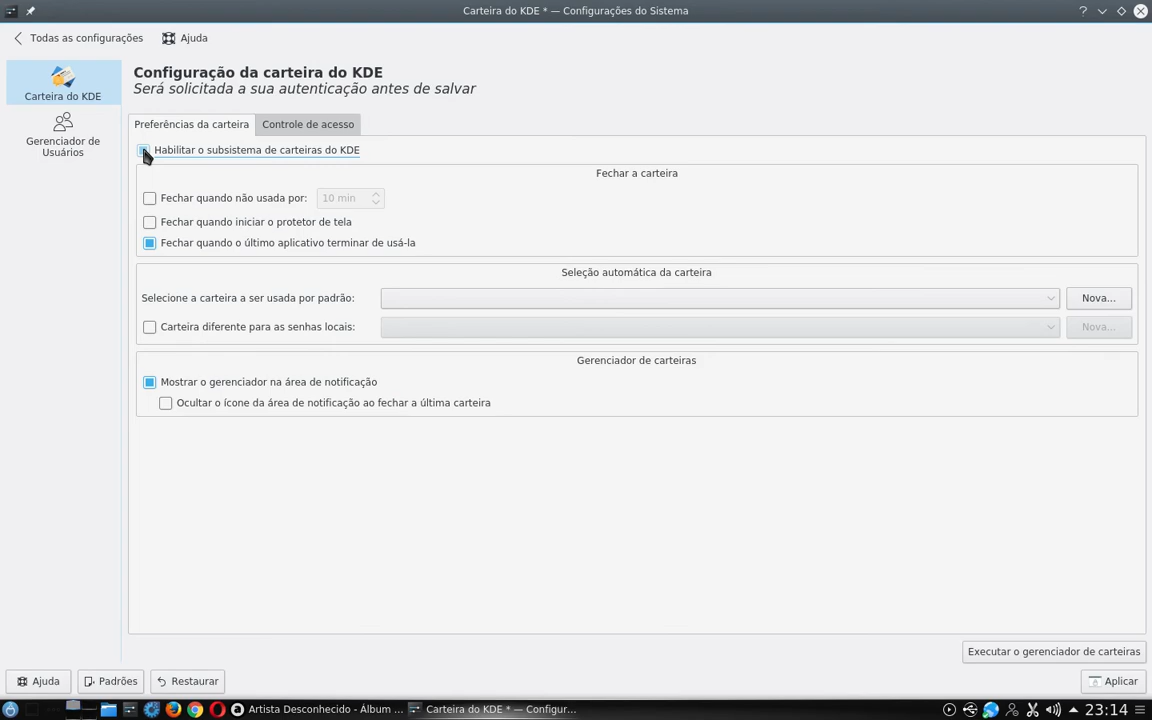 Carteira do KDE * — Configurações do Sistema
Todas as configurações
Ajuda
Carteira do KDE
Gerenciador de
Usuários
Configuração da carteira do KDE
Será solicitada a sua autenticação antes de salvar
Preferências da carteira
Controle de acesso
Habilitar o subsistema de carteiras do KDE
Fechar a carteira
Fechar quando não usada por: 10 min
Fechar quando iniciar o protetor de tela
Fechar quando o último aplicativo terminar de usá-la
Seleção automática da carteira
Selecione a carteira a ser usada por padrão: Nova...
Carteira diferente para as senhas locais: Nova...
Gerenciador de carteiras
Mostrar o gerenciador na área de notificação
Ocultar o ícone da área de notificação ao fechar a última carteira
Executar o gerenciador de carteiras
Ajuda Padrões Restaurar Aplicar
Artista Desconhecido - Álbum ... Carteira do KDE * — Configur... 23:14